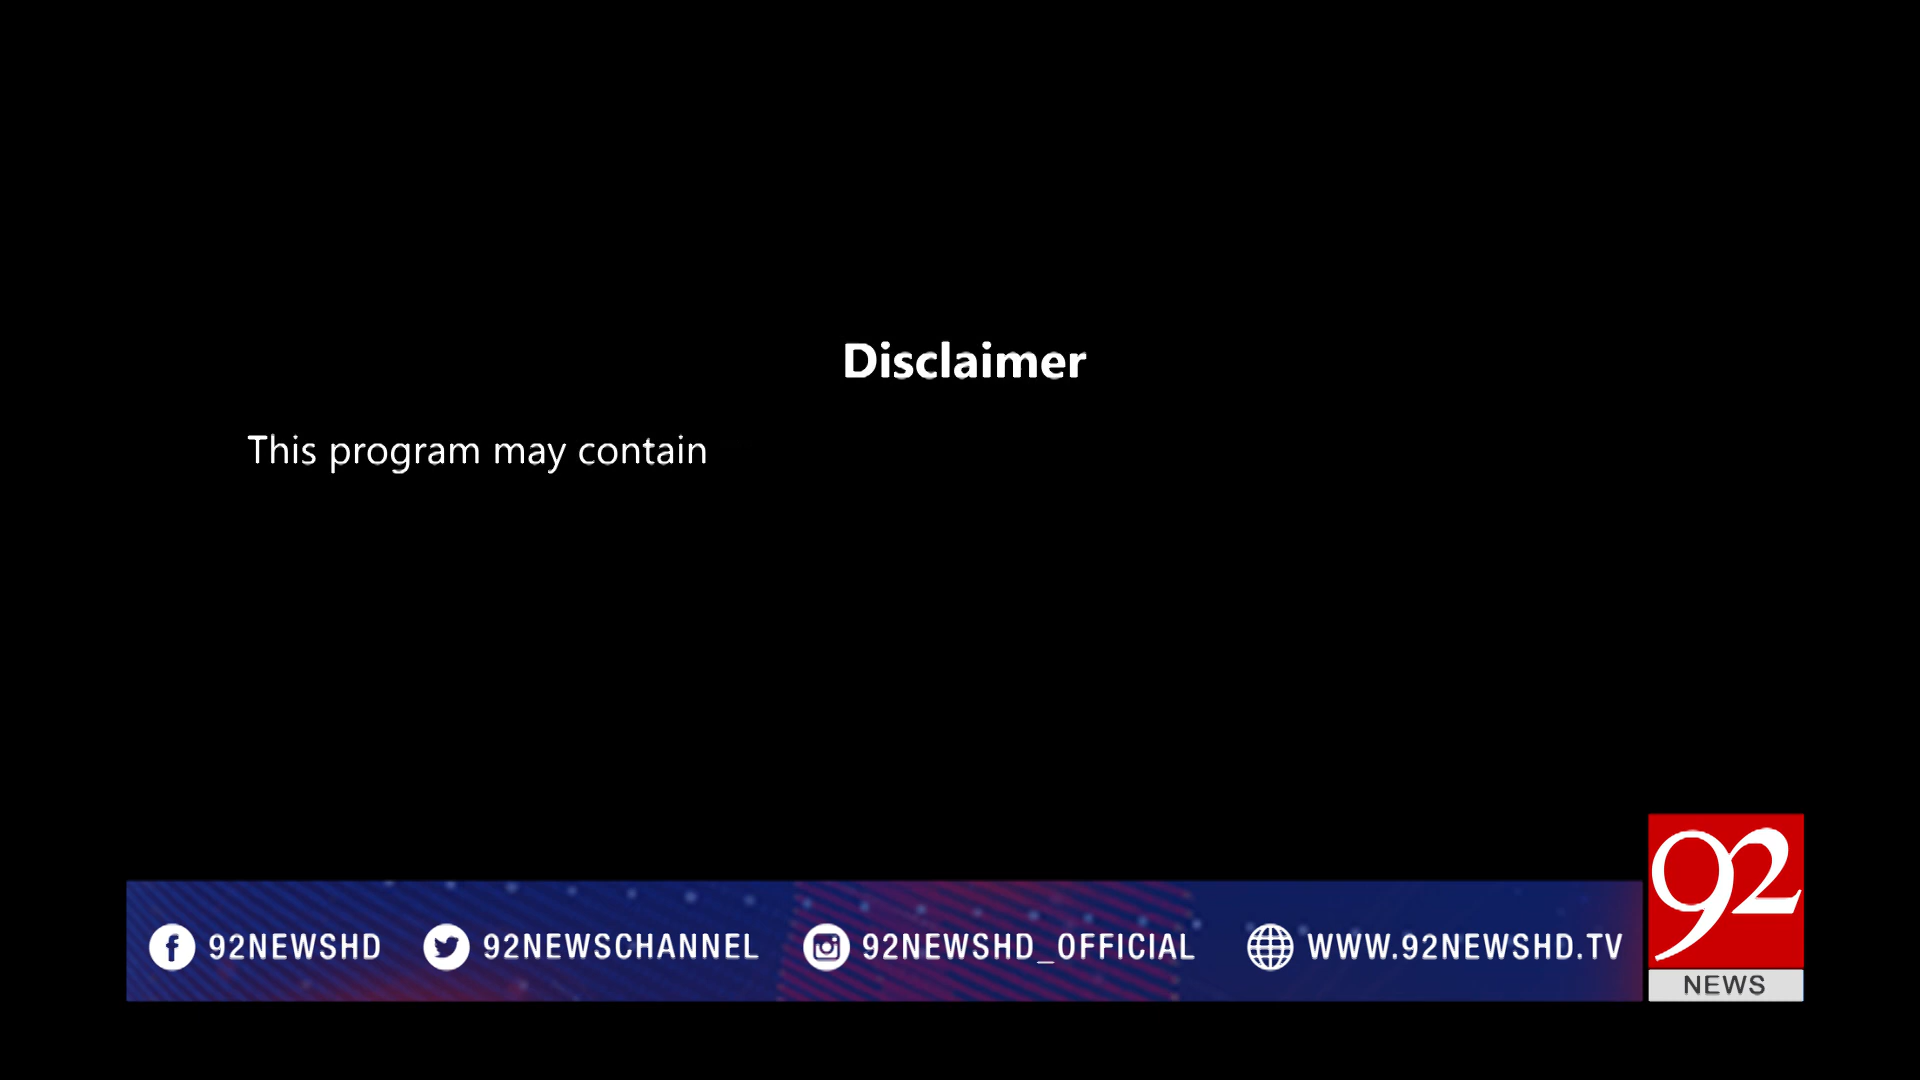 Disclaimer
This program may contain
92NEWSHD 92NEWSCHANNEL 92NEWSHD_OFFICIAL WWW.92NEWSHD.TV
92
NEWS